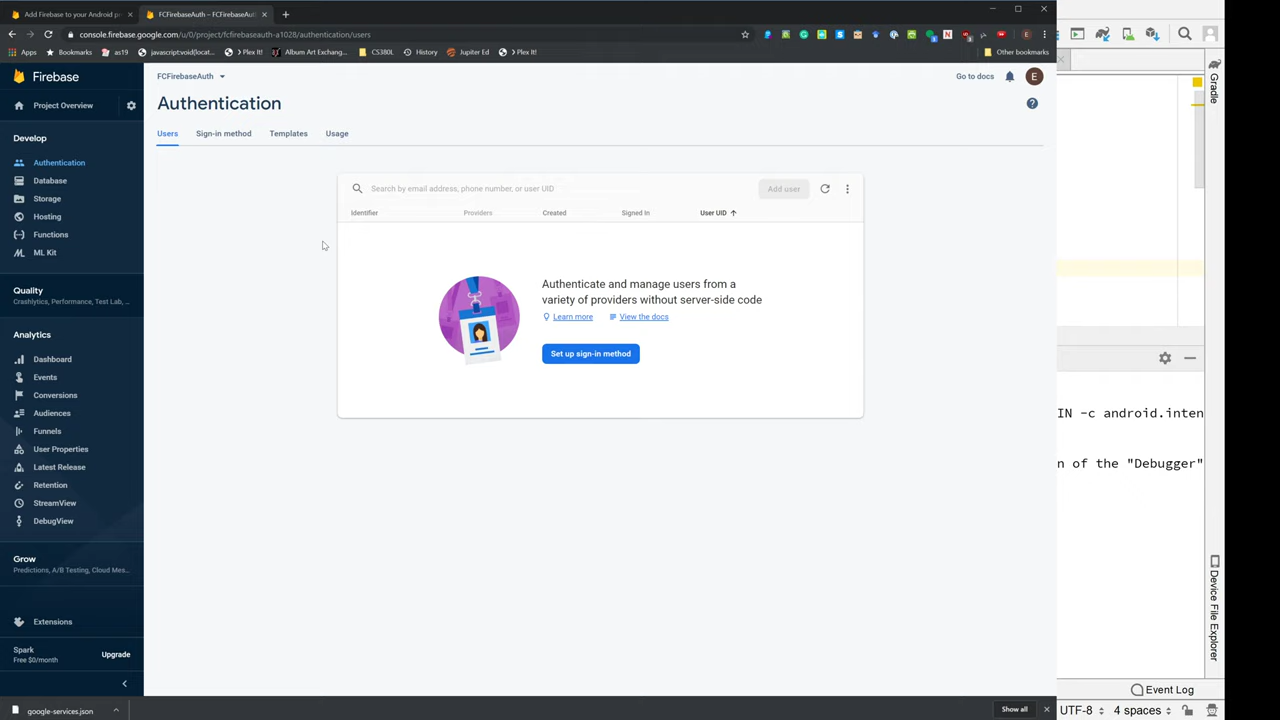 Add Firebase to your Android pr
FCFirebaseAuth – FCFirebaseAut
console.firebase.google.com/u/0/project/fcfirebaseauth-a1028/authentication/users
Apps
Bookmarks
as19
javascript:void(locat...
> Plex It!
Album Art Exchang...
CS380L
History
Jupiter Ed
> Plex It!
Other bookmarks
Firebase
FCFirebaseAuth
Go to docs
E
Project Overview
Authentication
Users
Sign-in method
Templates
Usage
Develop
Authentication
Database
Storage
Hosting
Functions
ML Kit
Search by email address, phone number, or user UID
Add user
Identifier
Providers
Created
Signed In
User UID
Authenticate and manage users from a
variety of providers without server-side code
Learn more
View the docs
Set up sign-in method
Quality
Crashlytics, Performance, Test Lab, ...
Analytics
Dashboard
Events
Conversions
Audiences
Funnels
User Properties
Latest Release
Retention
StreamView
DebugView
Grow
Predictions, A/B Testing, Cloud Mes...
Extensions
Spark
Free $0/month
Upgrade
google-services.json
Show all
Gradle
IN -c android.inten
n of the "Debugger"
Device File Explorer
Event Log
UTF-8
4 spaces